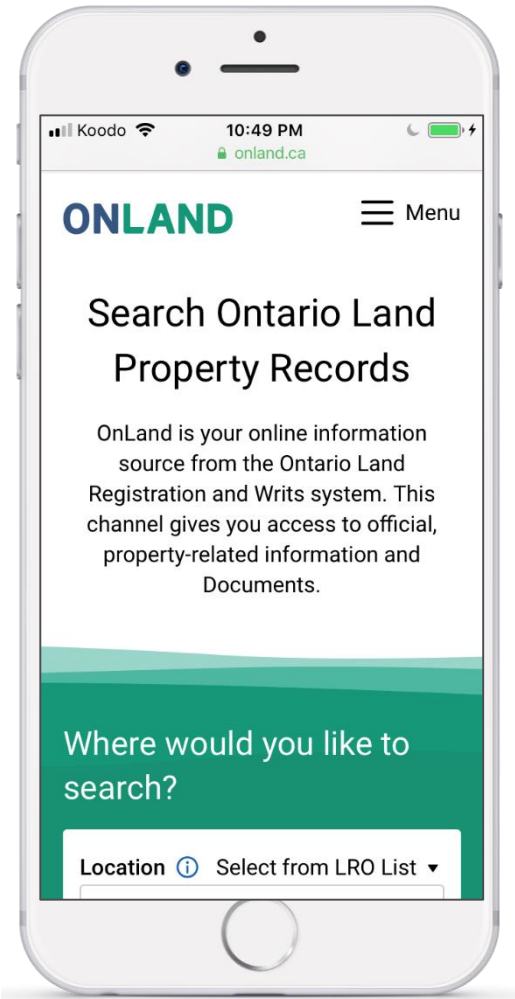 Koodo 10:49 PM
onland.ca
ONLAND Menu
Search Ontario Land
Property Records
OnLand is your online information
source from the Ontario Land
Registration and Writs system. This
channel gives you access to official,
property-related information and
Documents.
Where would you like to
search?
Location Select from LRO List